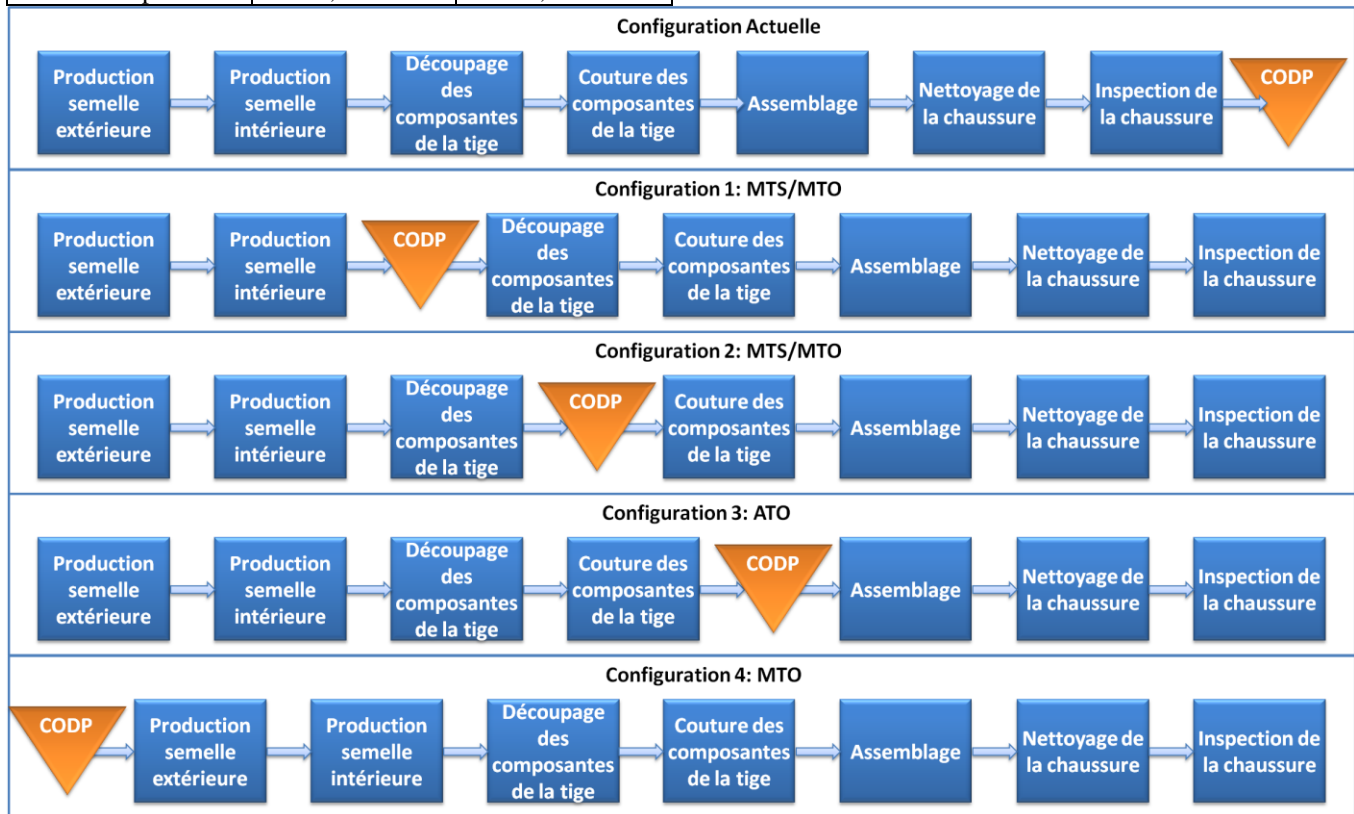 Configuration Actuelle
Production
semelle
extérieure
Production
semelle
intérieure
Découpage
des
composantes
de la tige
Couture des
composantes
de la tige
Assemblage
Nettoyage de
la chaussure
Inspection de
la chaussure
CODP
Configuration 1: MTS/MTO
Production
semelle
extérieure
Production
semelle
intérieure
CODP
Découpage
des
composantes
de la tige
Couture des
composantes
de la tige
Assemblage
Nettoyage de
la chaussure
Inspection de
la chaussure
Configuration 2: MTS/MTO
Production
semelle
extérieure
Production
semelle
intérieure
Découpage
des
composantes
de la tige
CODP
Couture des
composantes
de la tige
Assemblage
Nettoyage de
la chaussure
Inspection de
la chaussure
Configuration 3: ATO
Production
semelle
extérieure
Production
semelle
intérieure
Découpage
des
composantes
de la tige
Couture des
composantes
de la tige
CODP
Assemblage
Nettoyage de
la chaussure
Inspection de
la chaussure
Configuration 4: MTO
CODP
Production
semelle
extérieure
Production
semelle
intérieure
Découpage
des
composantes
de la tige
Couture des
composantes
de la tige
Assemblage
Nettoyage de
la chaussure
Inspection de
la chaussure